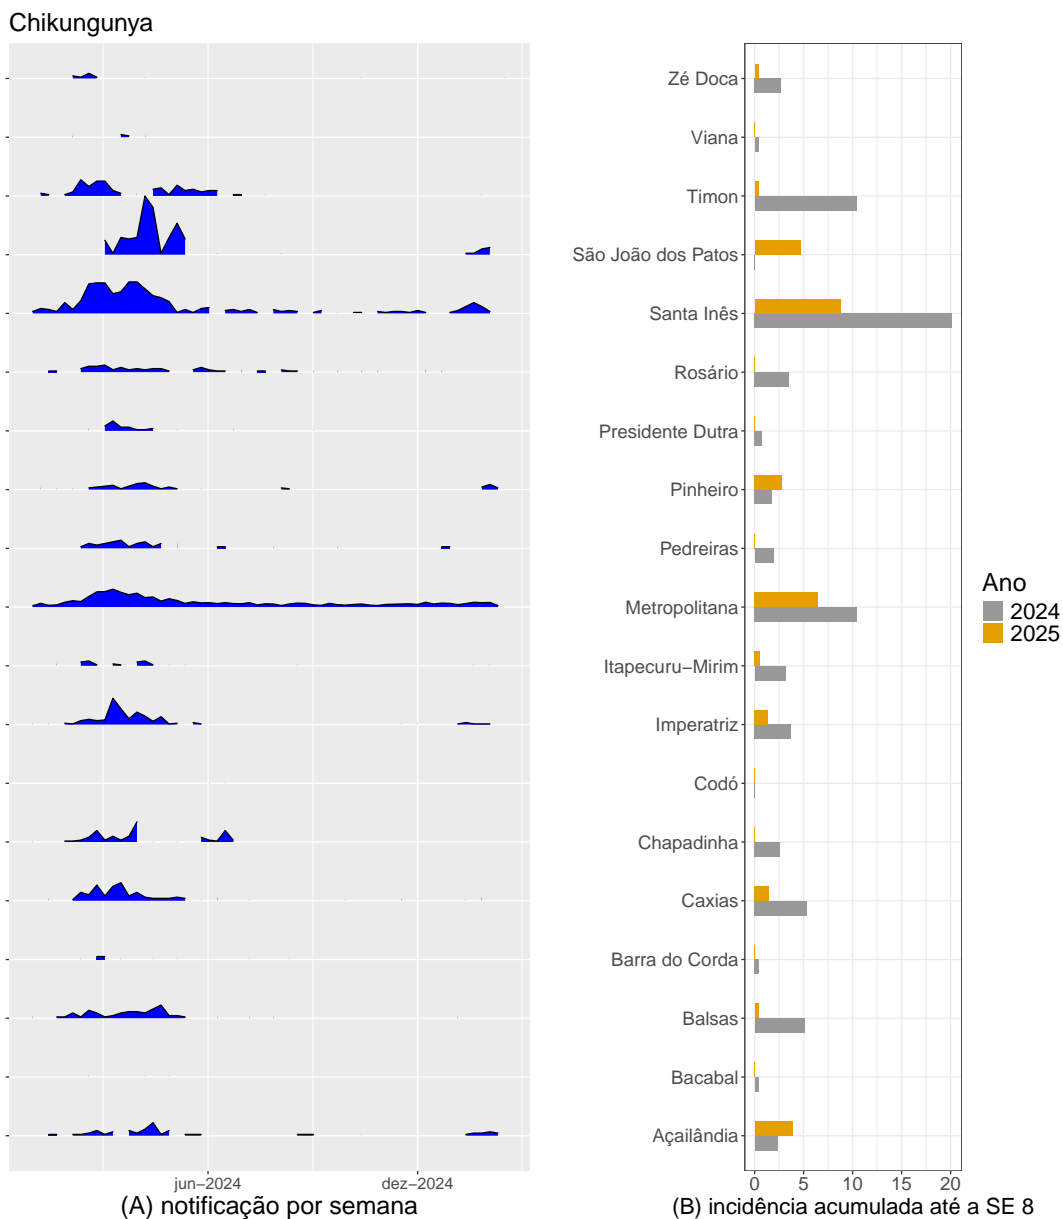 Chikungunya
Zé Doca
Viana
Timon
São João dos Patos
Santa Inês
Rosário
Presidente Dutra
Pinheiro
Pedreiras
Metropolitana
Itapecuru−Mirim
Imperatriz
Codó
Chapadinha
Caxias
Barra do Corda
Balsas
Bacabal
Açailândia
jun−2024 dez−2024
(A) notificação por semana
0 5 10 15 20
(B) incidência acumulada até a SE 8
Ano
2024
2025